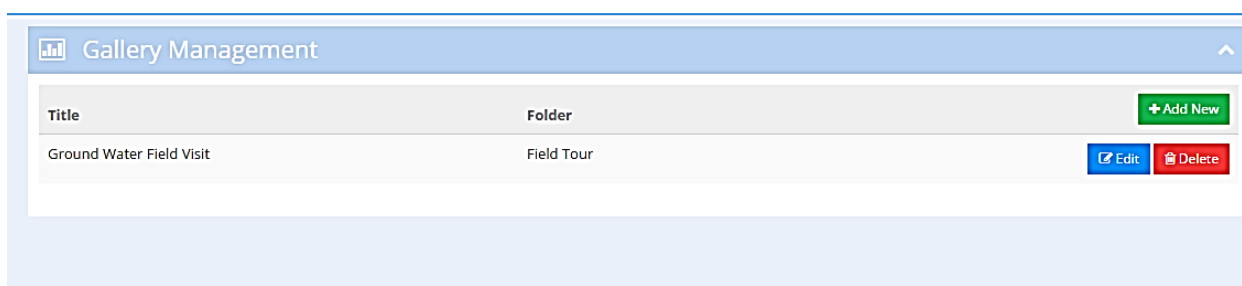 Gallery Management
Title Folder Add New
Ground Water Field Visit Field Tour Edit Delete